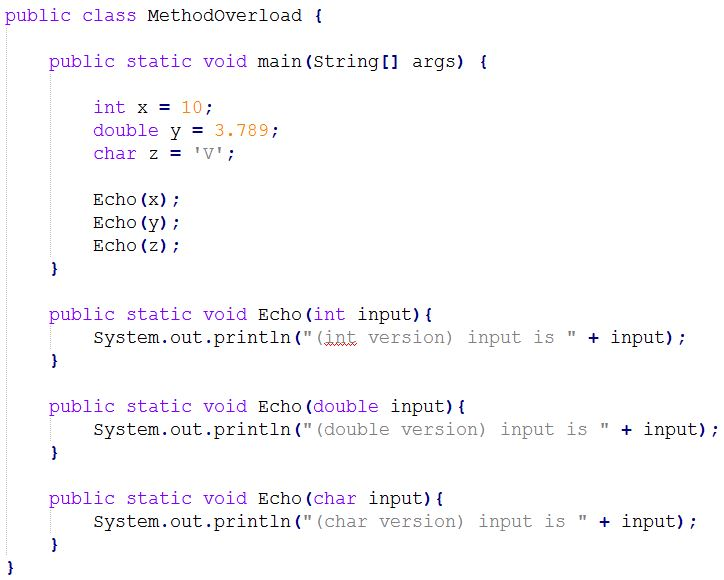 public class MethodOverload {
public static void main(String[] args) {
int x = 10;
double y = 3.789;
char z = 'V';
Echo(x);
Echo(y);
Echo(z);
}
public static void Echo(int input){
System.out.println("(int version) input is " + input);
}
public static void Echo(double input){
System.out.println("(double version) input is " + input);
}
public static void Echo(char input){
System.out.println("(char version) input is " + input);
}
}